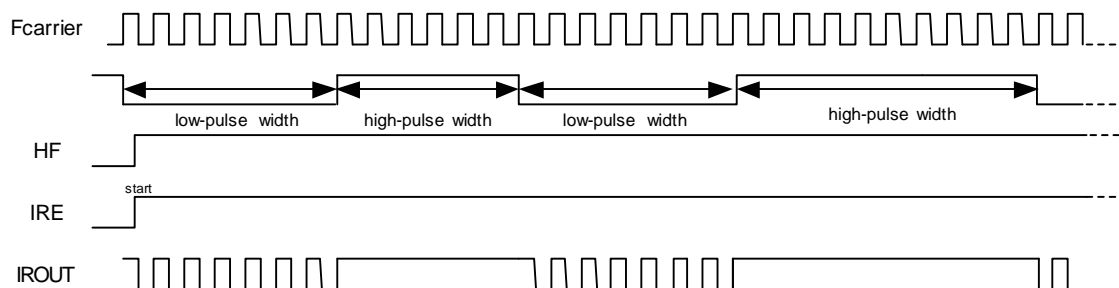 Fcarrier
low-pulse width
high-pulse width
low-pulse width
high-pulse width
HF
start
IRE
IROUT